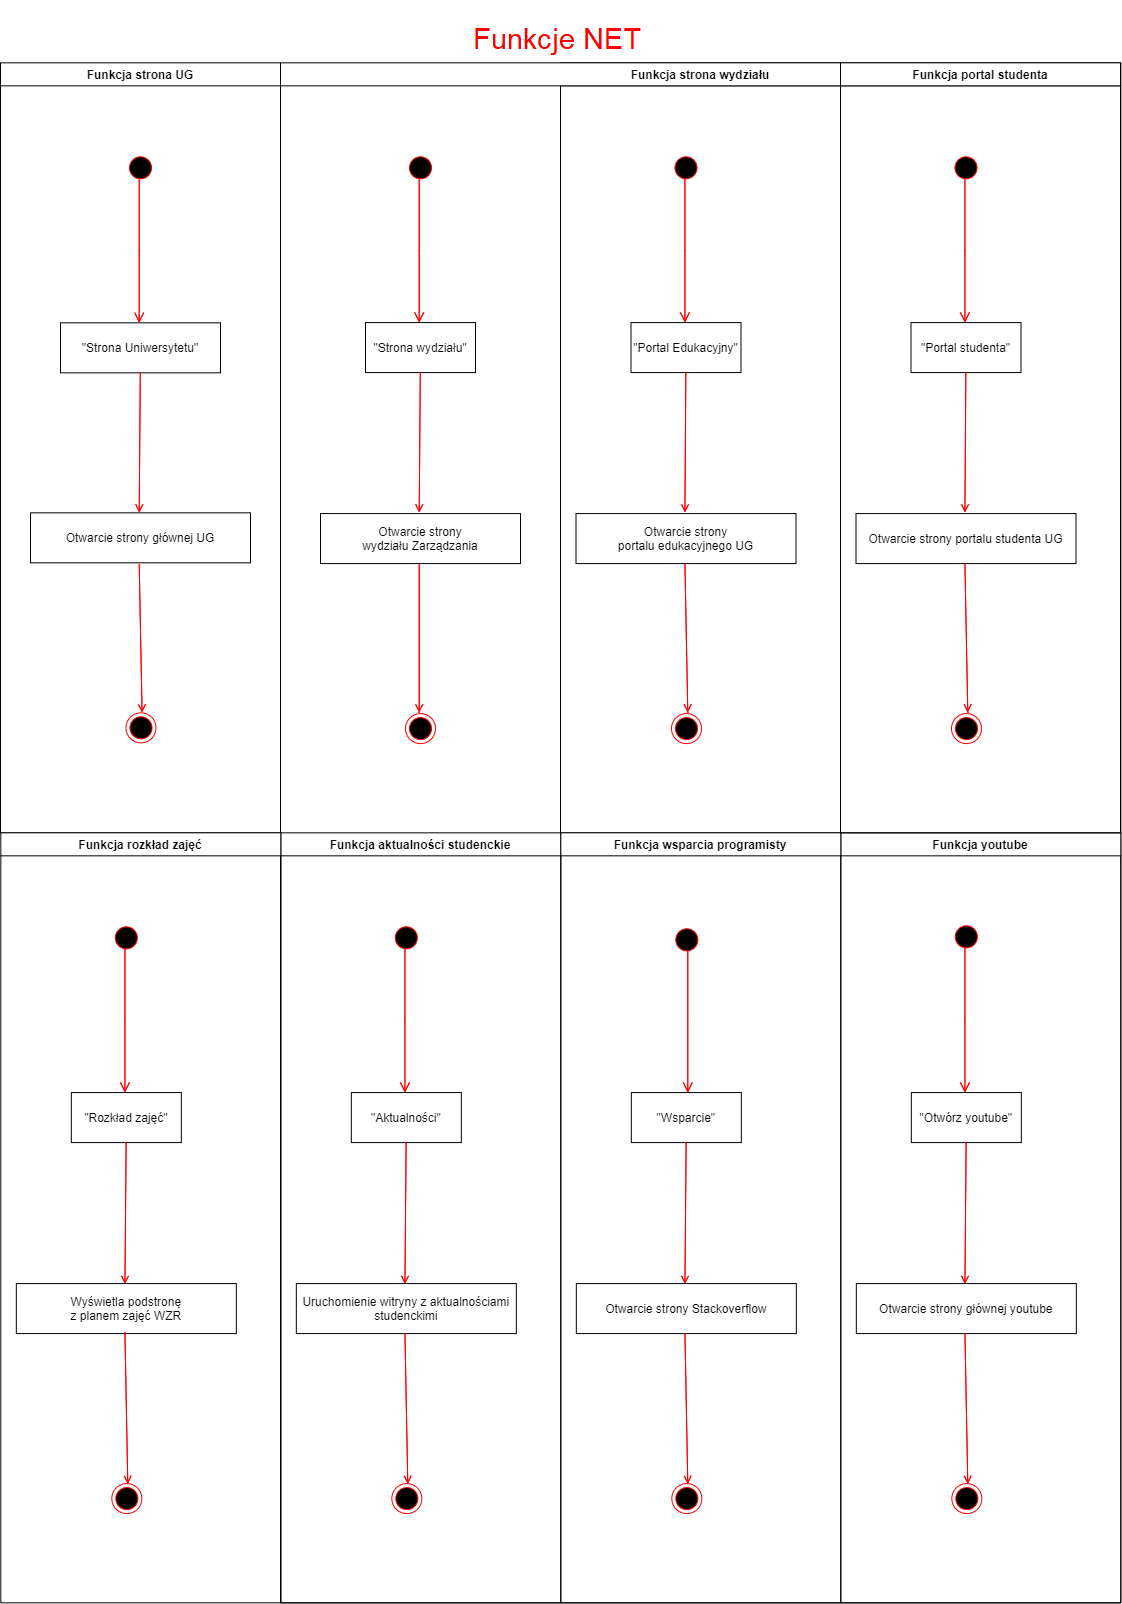 Funkcje NET
Funkcja strona UG
Funkcja strona wydziału
Funkcja portal studenta
"Strona Uniwersytetu"
"Strona wydziału"
"Portal Edukacyjny"
"Portal studenta"
Otwarcie strony głównej UG
Otwarcie strony
wydziału Zarządzania
Otwarcie strony
portalu edukacyjnego UG
Otwarcie strony portalu studenta UG
Funkcja rozkład zajęć
Funkcja aktualności studenckie
Funkcja wsparcia programisty
Funkcja youtube
"Rozkład zajęć"
"Aktualności"
"Wsparcie"
"Otwórz youtube"
Wyświetla podstronę
z planem zajęć WZR
Uruchomienie witryny z aktualnościami
studenckimi
Otwarcie strony Stackoverflow
Otwarcie strony głównej youtube